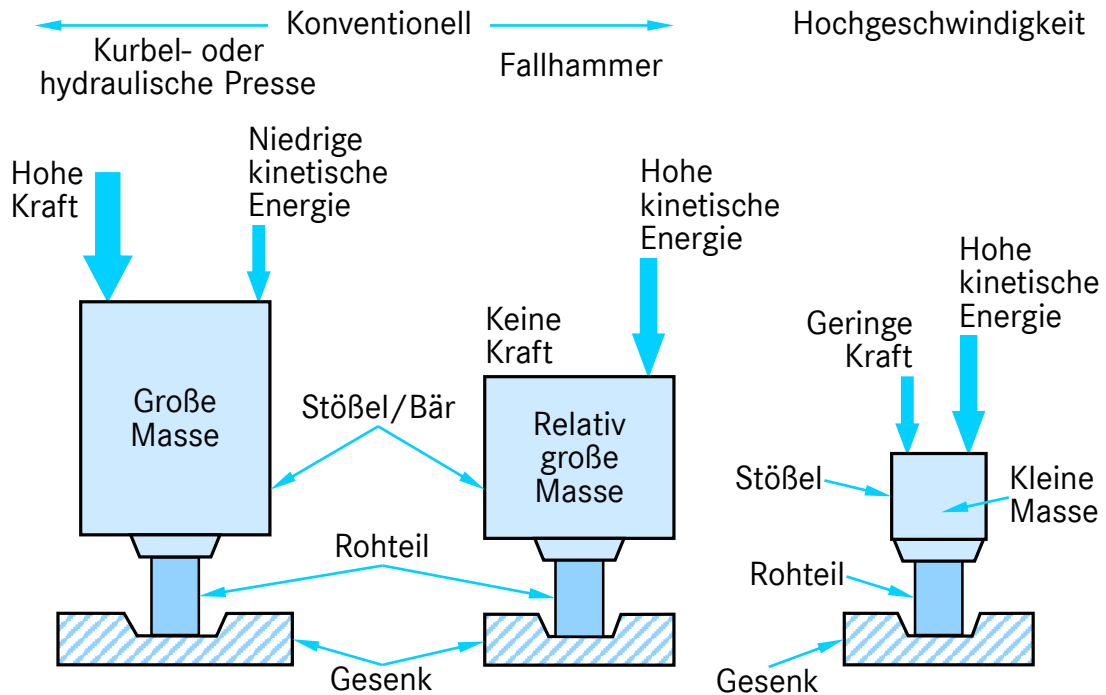 Konventionell
Hochgeschwindigkeit
Kurbel- oder
hydraulische Presse
Fallhammer
Hohe
Kraft
Niedrige
kinetische
Energie
Hohe
kinetische
Energie
Keine
Kraft
Geringe
Kraft
Hohe
kinetische
Energie
Große
Masse
Stößel/Bär
Relativ
große
Masse
Stößel
Kleine
Masse
Rohteil
Rohteil
Gesenk
Gesenk